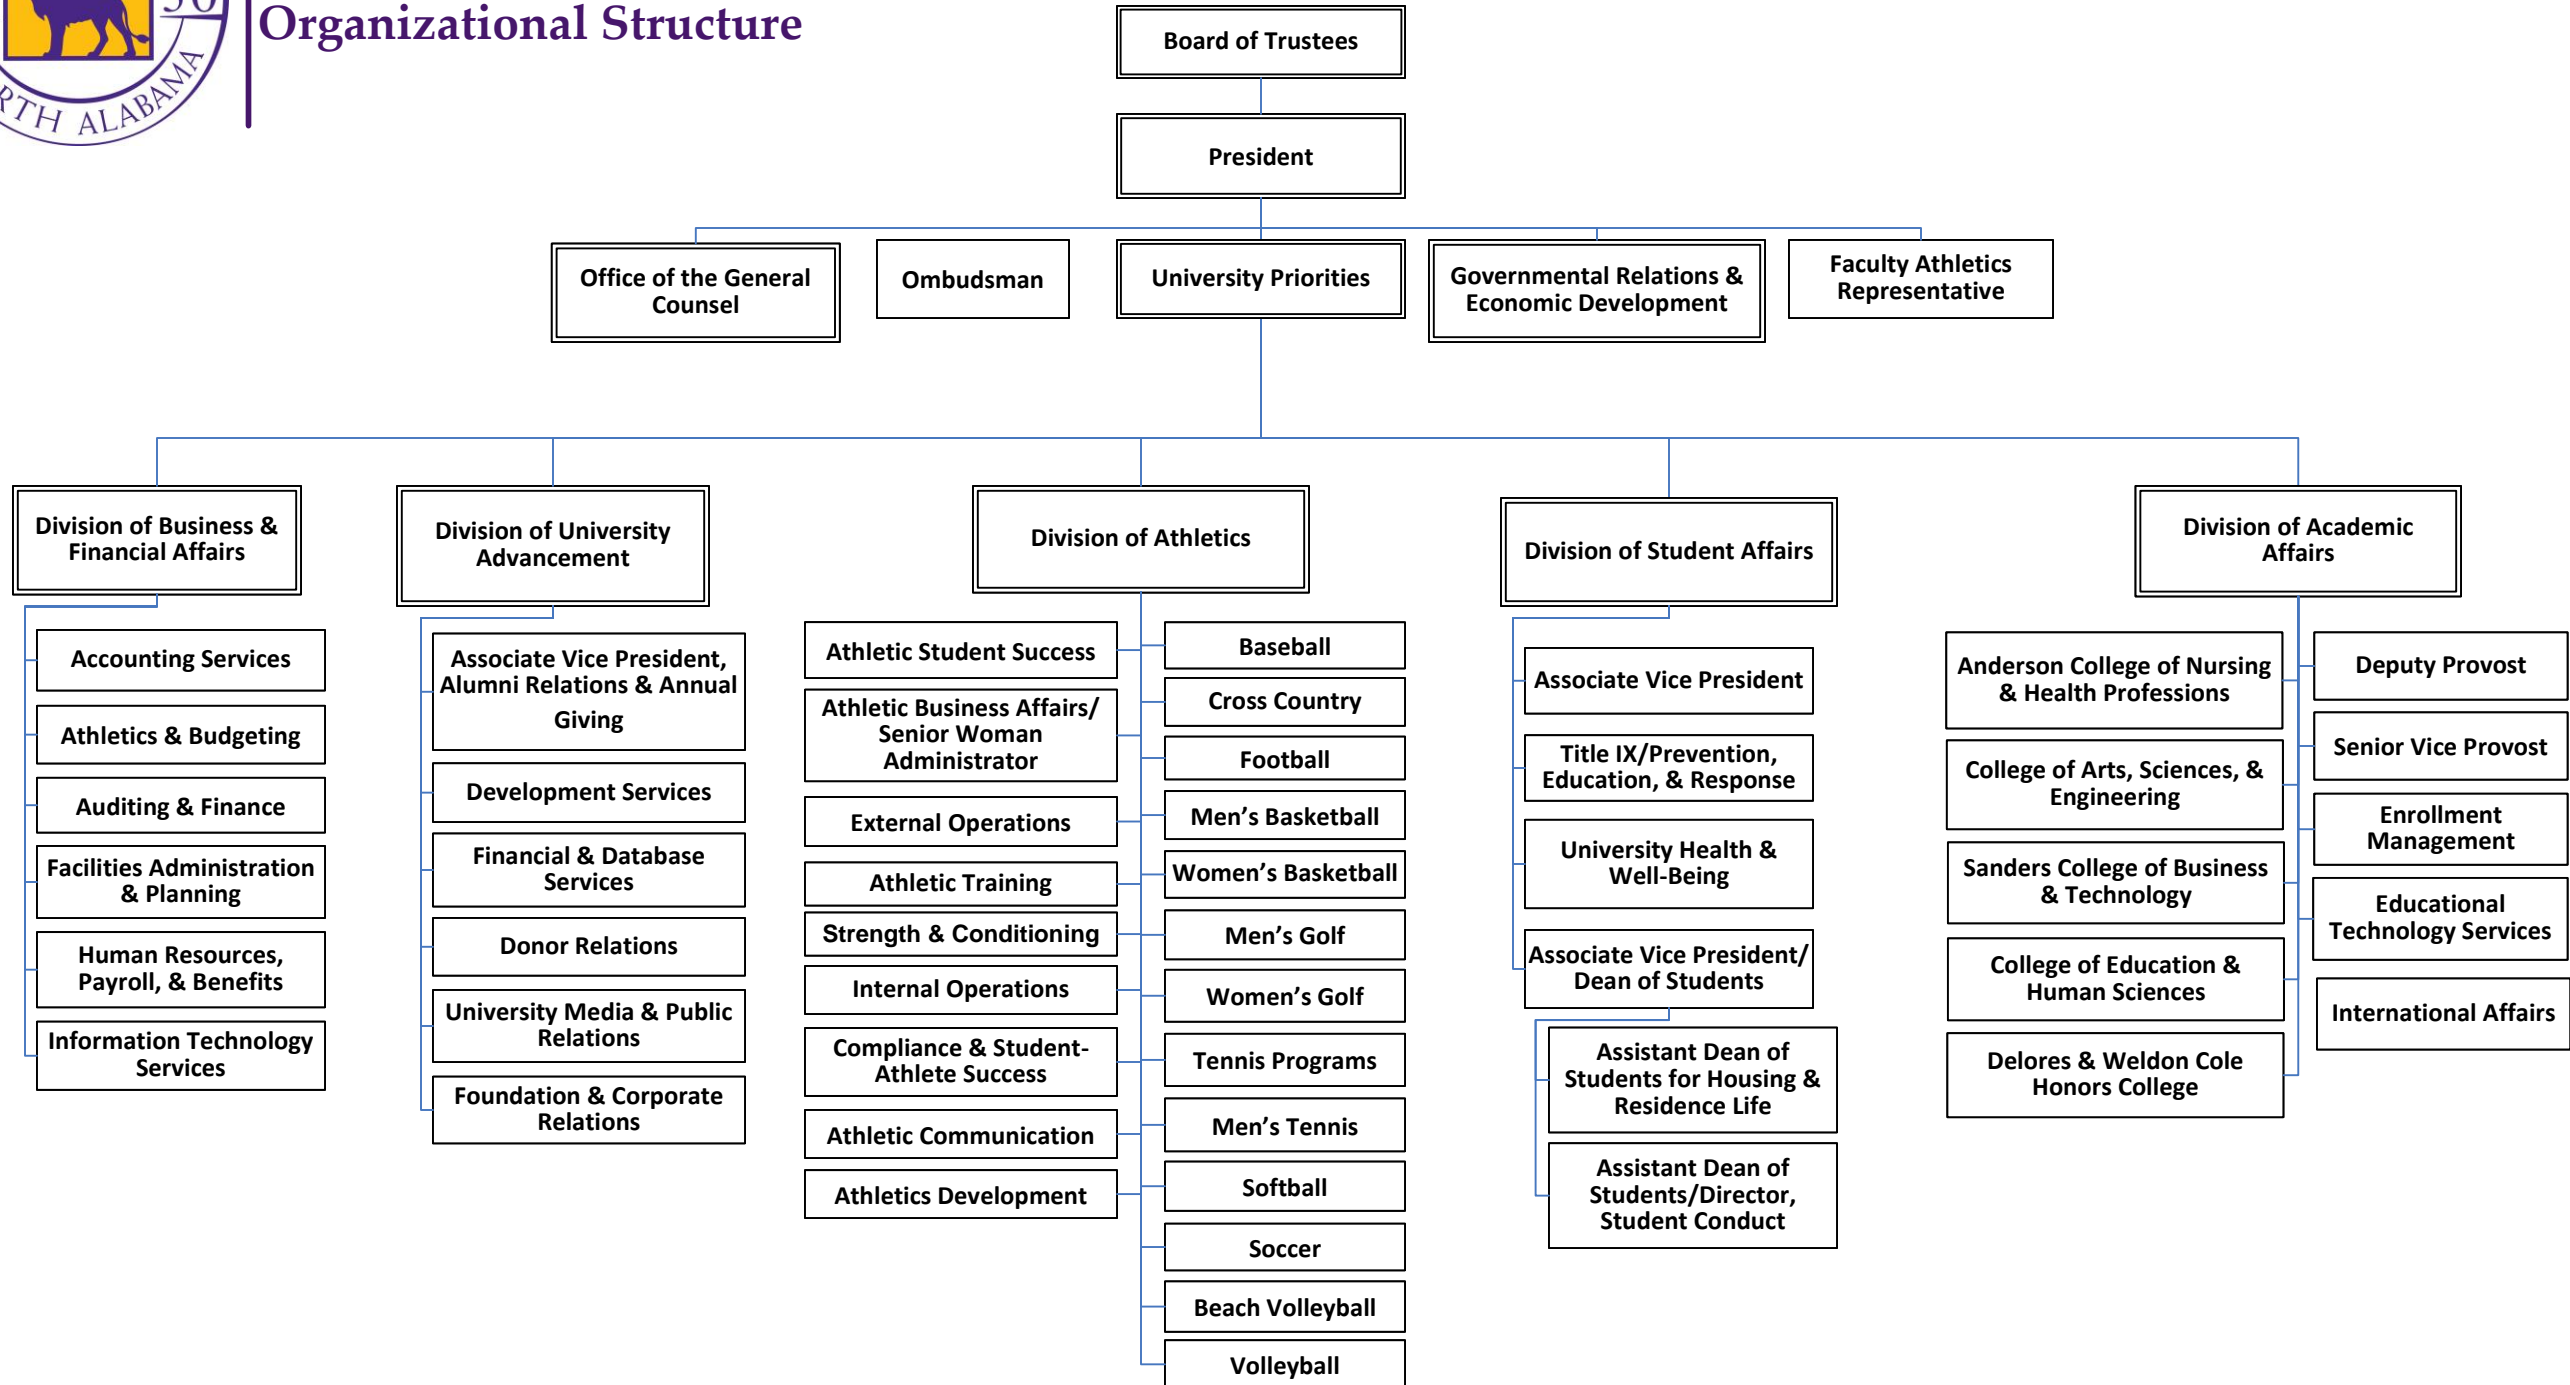 Organizational Structure
ALABAMA
Board of Trustees
President
Office of the General
Counsel
Ombudsman
University Priorities
Governmental Relations &
Economic Development
Faculty Athletics
Representative
Division of Business &
Financial Affairs
Accounting Services
Athletics & Budgeting
Auditing & Finance
Facilities Administration
& Planning
Human Resources,
Payroll, & Benefits
Information Technology
Services
Division of University
Advancement
Associate Vice President,
Alumni Relations & Annual
Giving
Development Services
Financial & Database
Services
Donor Relations
University Media & Public
Relations
Foundation & Corporate
Relations
Division of Athletics
Athletic Student Success
Athletic Business Affairs/
Senior Woman
Administrator
External Operations
Athletic Training
Strength & Conditioning
Internal Operations
Compliance & Student-
Athlete Success
Athletic Communication
Athletics Development
Baseball
Cross Country
Football
Men’s Basketball
Women’s Basketball
Men’s Golf
Women’s Golf
Tennis Programs
Men’s Tennis
Softball
Soccer
Beach Volleyball
Volleyball
Division of Student Affairs
Associate Vice President
Title IX/Prevention,
Education, & Response
University Health &
Well-Being
Associate Vice President/
Dean of Students
Assistant Dean of
Students for Housing &
Residence Life
Assistant Dean of
Students/Director,
Student Conduct
Division of Academic
Affairs
Anderson College of Nursing
& Health Professions
College of Arts, Sciences, &
Engineering
Sanders College of Business
& Technology
College of Education &
Human Sciences
Delores & Weldon Cole
Honors College
Deputy Provost
Senior Vice Provost
Enrollment
Management
Educational
Technology Services
International Affairs